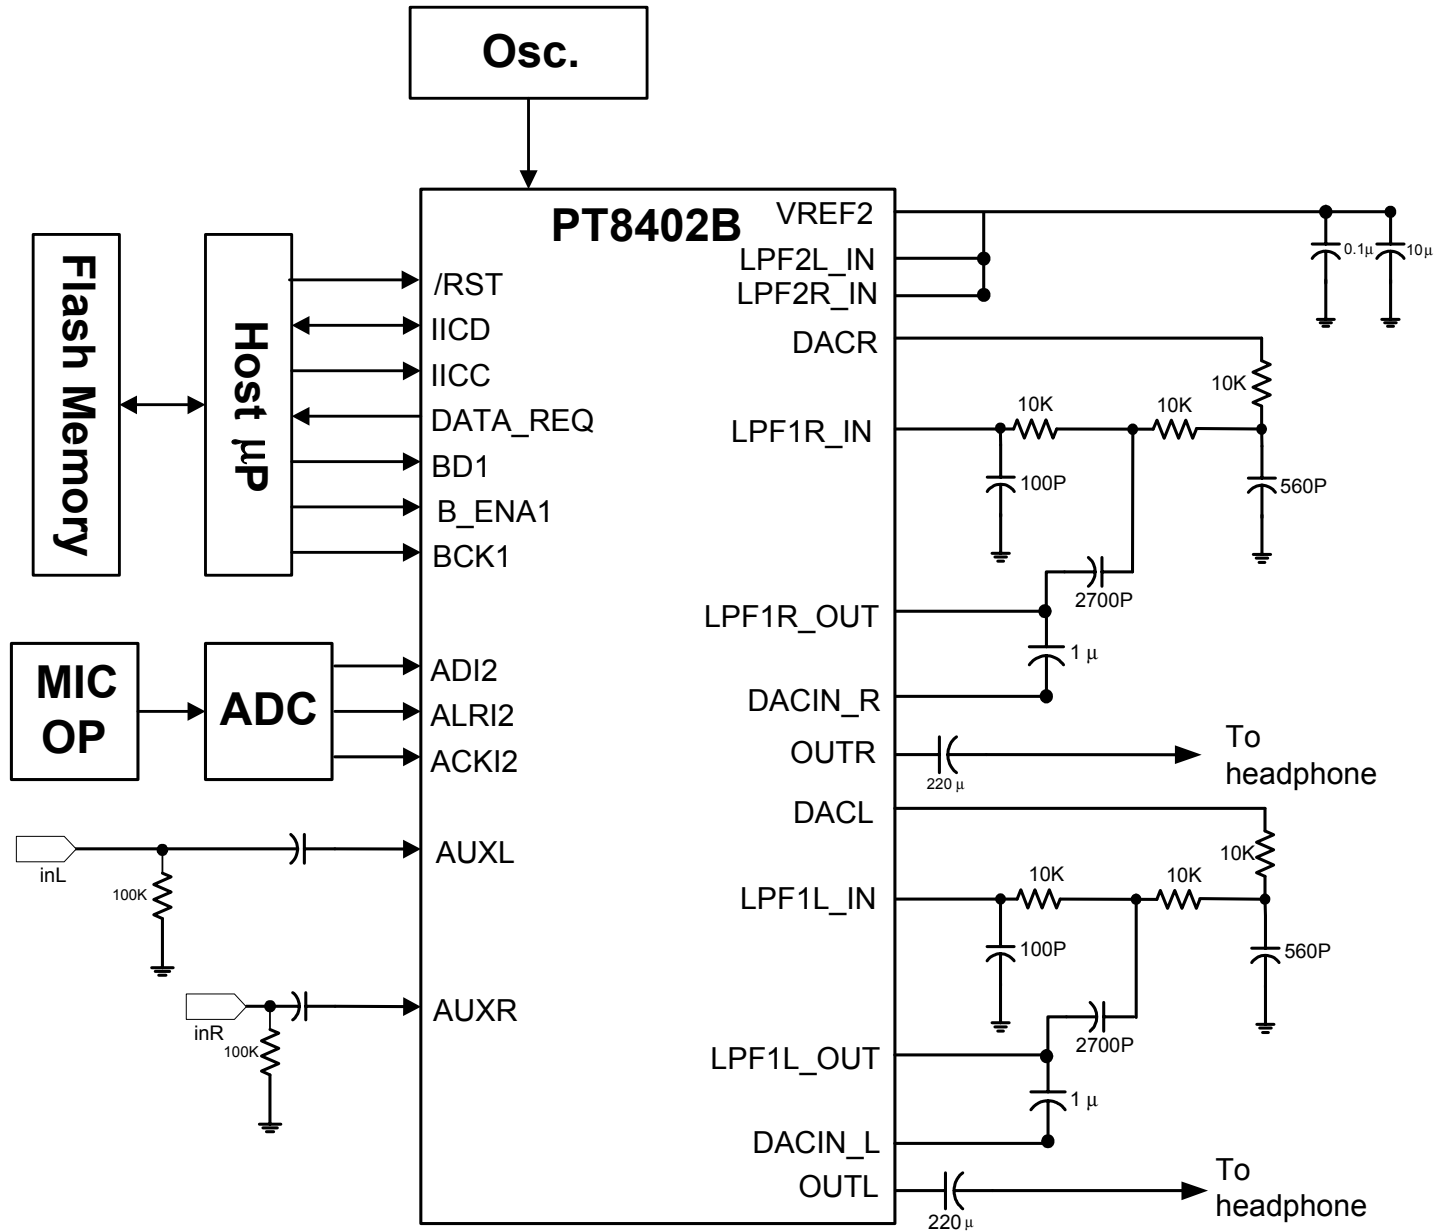 Osc.
PT8402B
Flash Memory
Host μP
/RST
IICD
IICC
DATA_REQ
BD1
B_ENA1
BCK1
MIC
OP
ADC
ADI2
ALRI2
ACKI2
inL
100K
AUXL
inR
100K
AUXR
VREF2
LPF2L_IN
LPF2R_IN
0.1μ
10μ
DACR
10K
LPF1R_IN
10K
10K
100P
560P
2700P
LPF1R_OUT
1 μ
DACIN_R
OUTR
220 μ
To
headphone
DACL
10K
LPF1L_IN
10K
10K
100P
560P
2700P
LPF1L_OUT
1 μ
DACIN_L
OUTL
220 μ
To
headphone